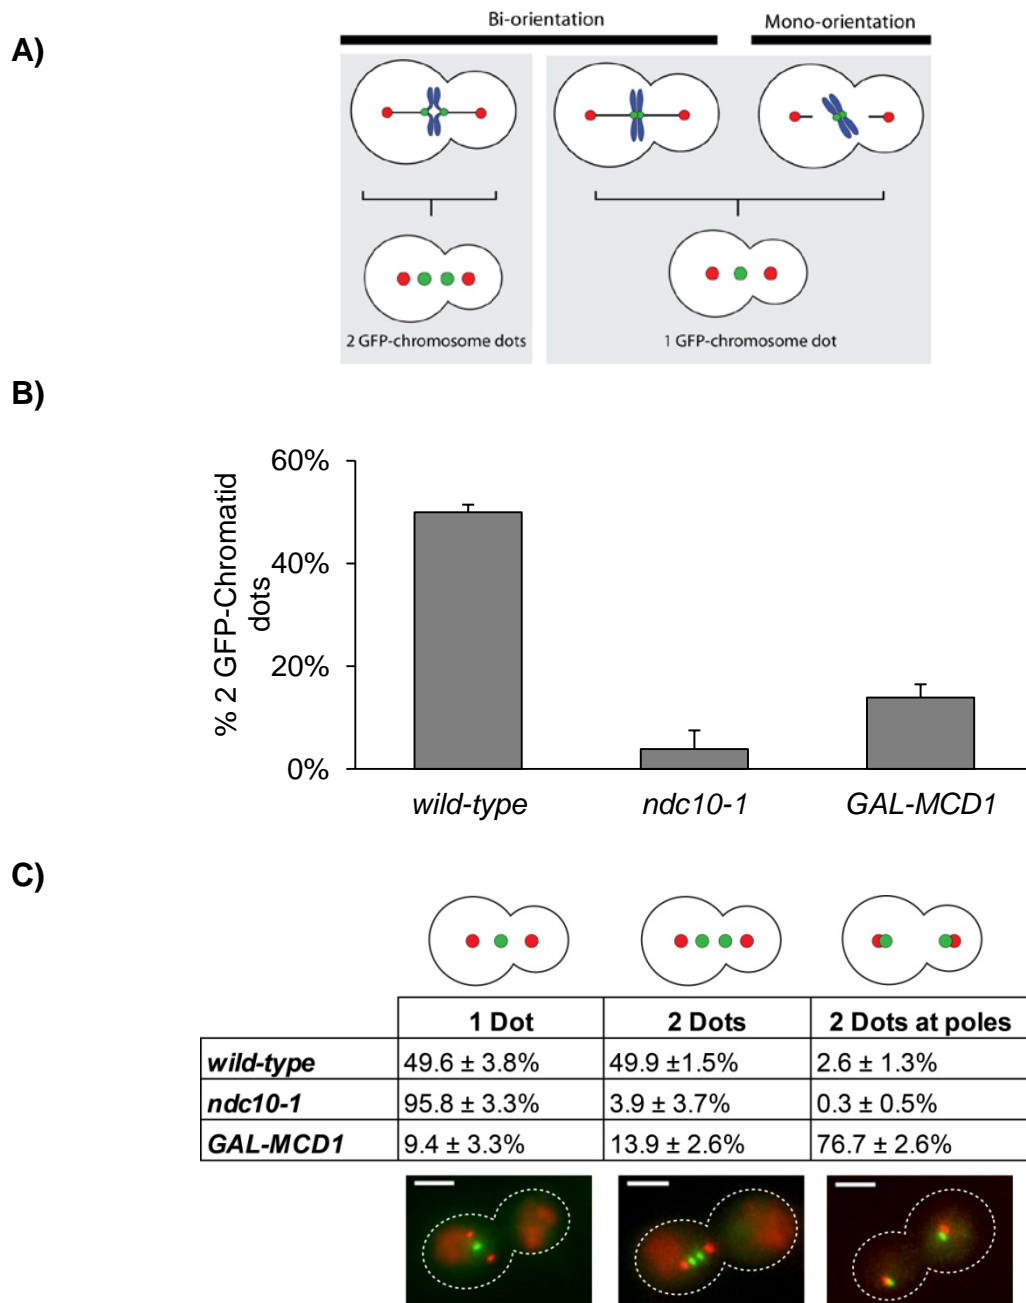 A)
Bi-orientation Mono-orientation
2 GFP-chromosome dots 1 GFP-chromosome dot
B)
% 2 GFP-Chromatid
dots
60%
40%
20%
0%
wild-type ndc10-1 GAL-MCD1
C)
1 Dot 2 Dots 2 Dots at poles
wild-type 49.6 ± 3.8% 49.9 ±1.5% 2.6 ± 1.3%
ndc10-1 95.8 ± 3.3% 3.9 ± 3.7% 0.3 ± 0.5%
GAL-MCD1 9.4 ± 3.3% 13.9 ± 2.6% 76.7 ± 2.6%